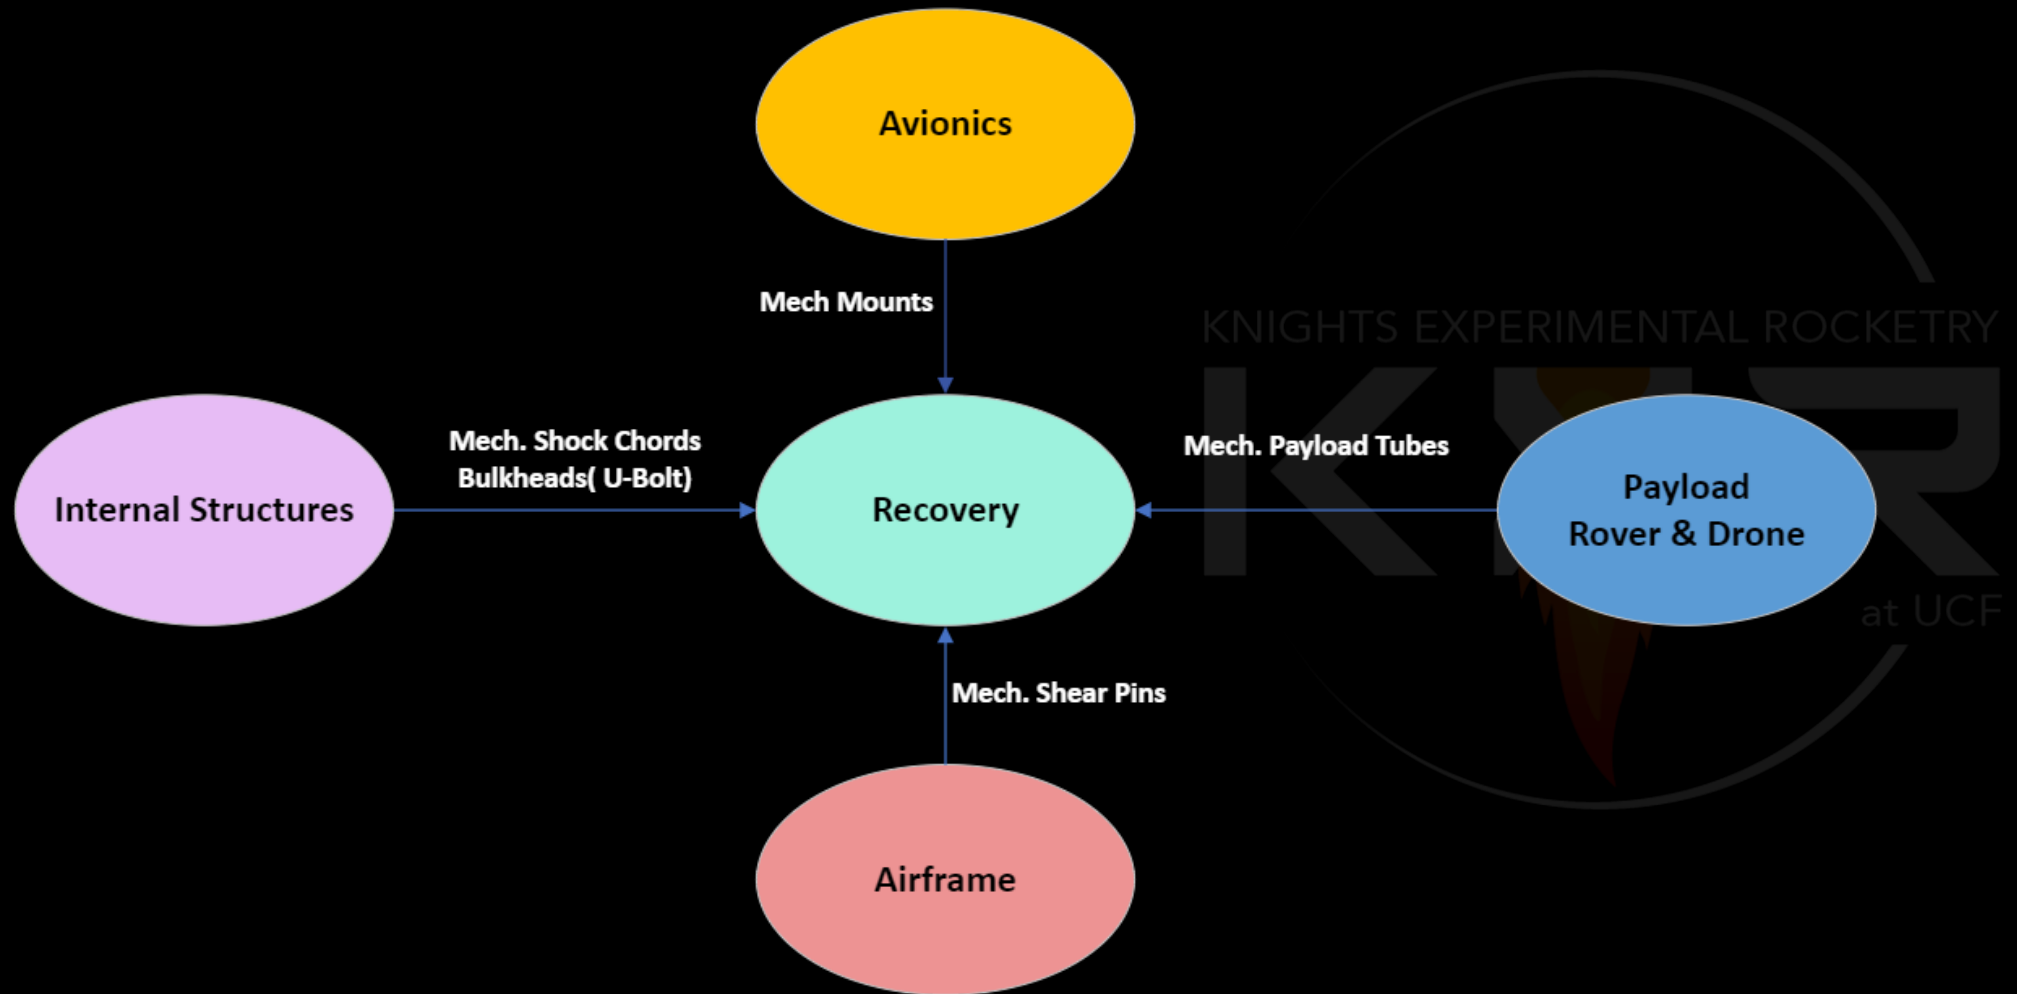 Avionics
Mech Mounts
KNIGHTS EXPERIMENTAL ROCKETRY
KXR
Mech. Shock Chords
Bulkheads( U-Bolt)
Mech. Payload Tubes
Internal Structures
Recovery
Payload
Rover & Drone
at UCF
Mech. Shear Pins
Airframe